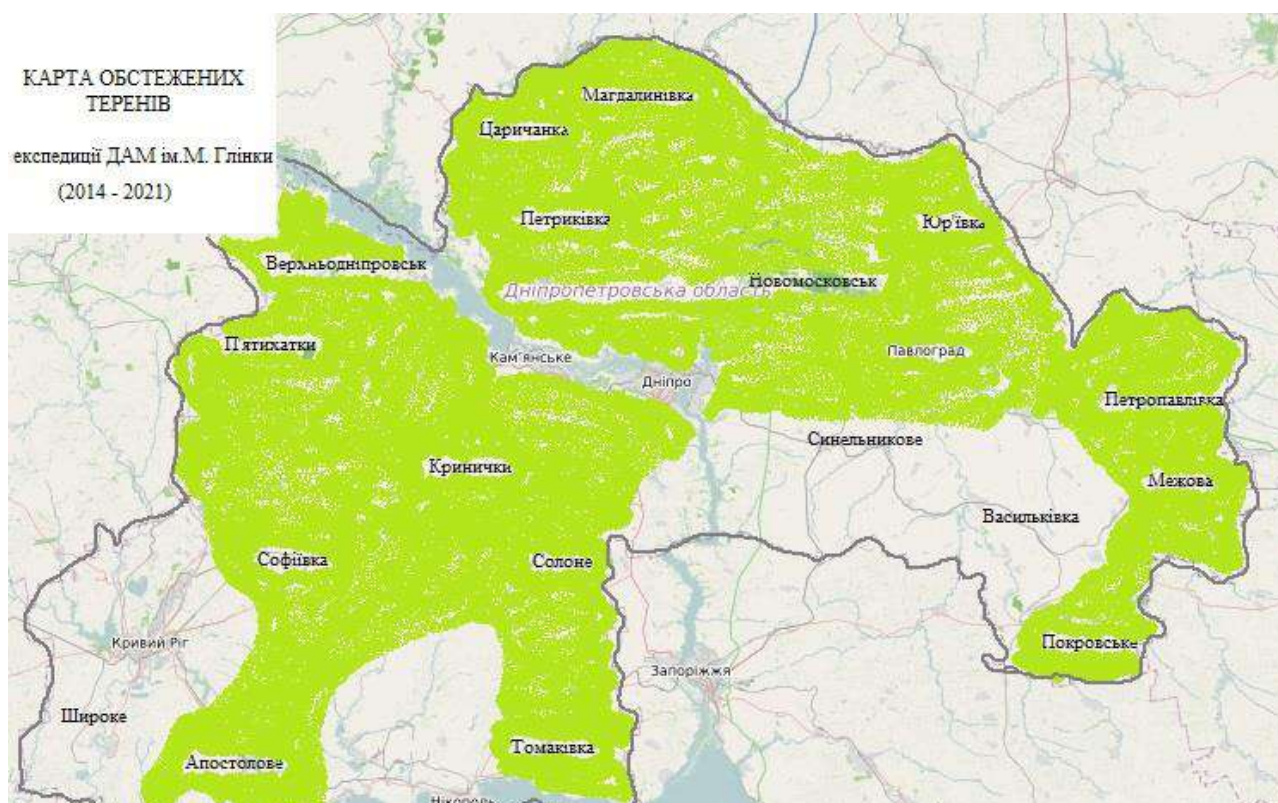 КАРТА ОБСТЕЖЕНИХ
ТЕРЕНІВ
експедиції ДАМ ім.М. Глінки
(2014 - 2021)
Магдалинівка
Царичанка
Петриківка
Юр'ївка
Верхньодніпровськ
Новомосковськ
Дніпропетровська область
П'ятихатки
Кам'янське
Павлоград
Дніпро
Петропавлівка
Синельникове
Кринички
Межова
Васильківка
Софіївка
Солоне
Кривий Ріг
Покровське
Запоріжжя
Широке
Томаківка
Апостолове
Нікополь